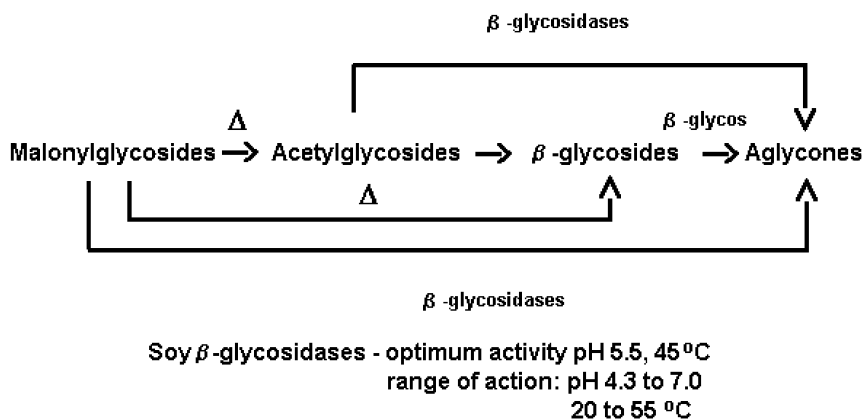 β-glycosidases
Δ
β-glycos
Malonylglycosides → Acetylglycosides → β-glycosides → Aglycones
Δ
β-glycosidases
Soy β-glycosidases - optimum activity pH 5.5, 45 ºC
range of action: pH 4.3 to 7.0
20 to 55 ºC